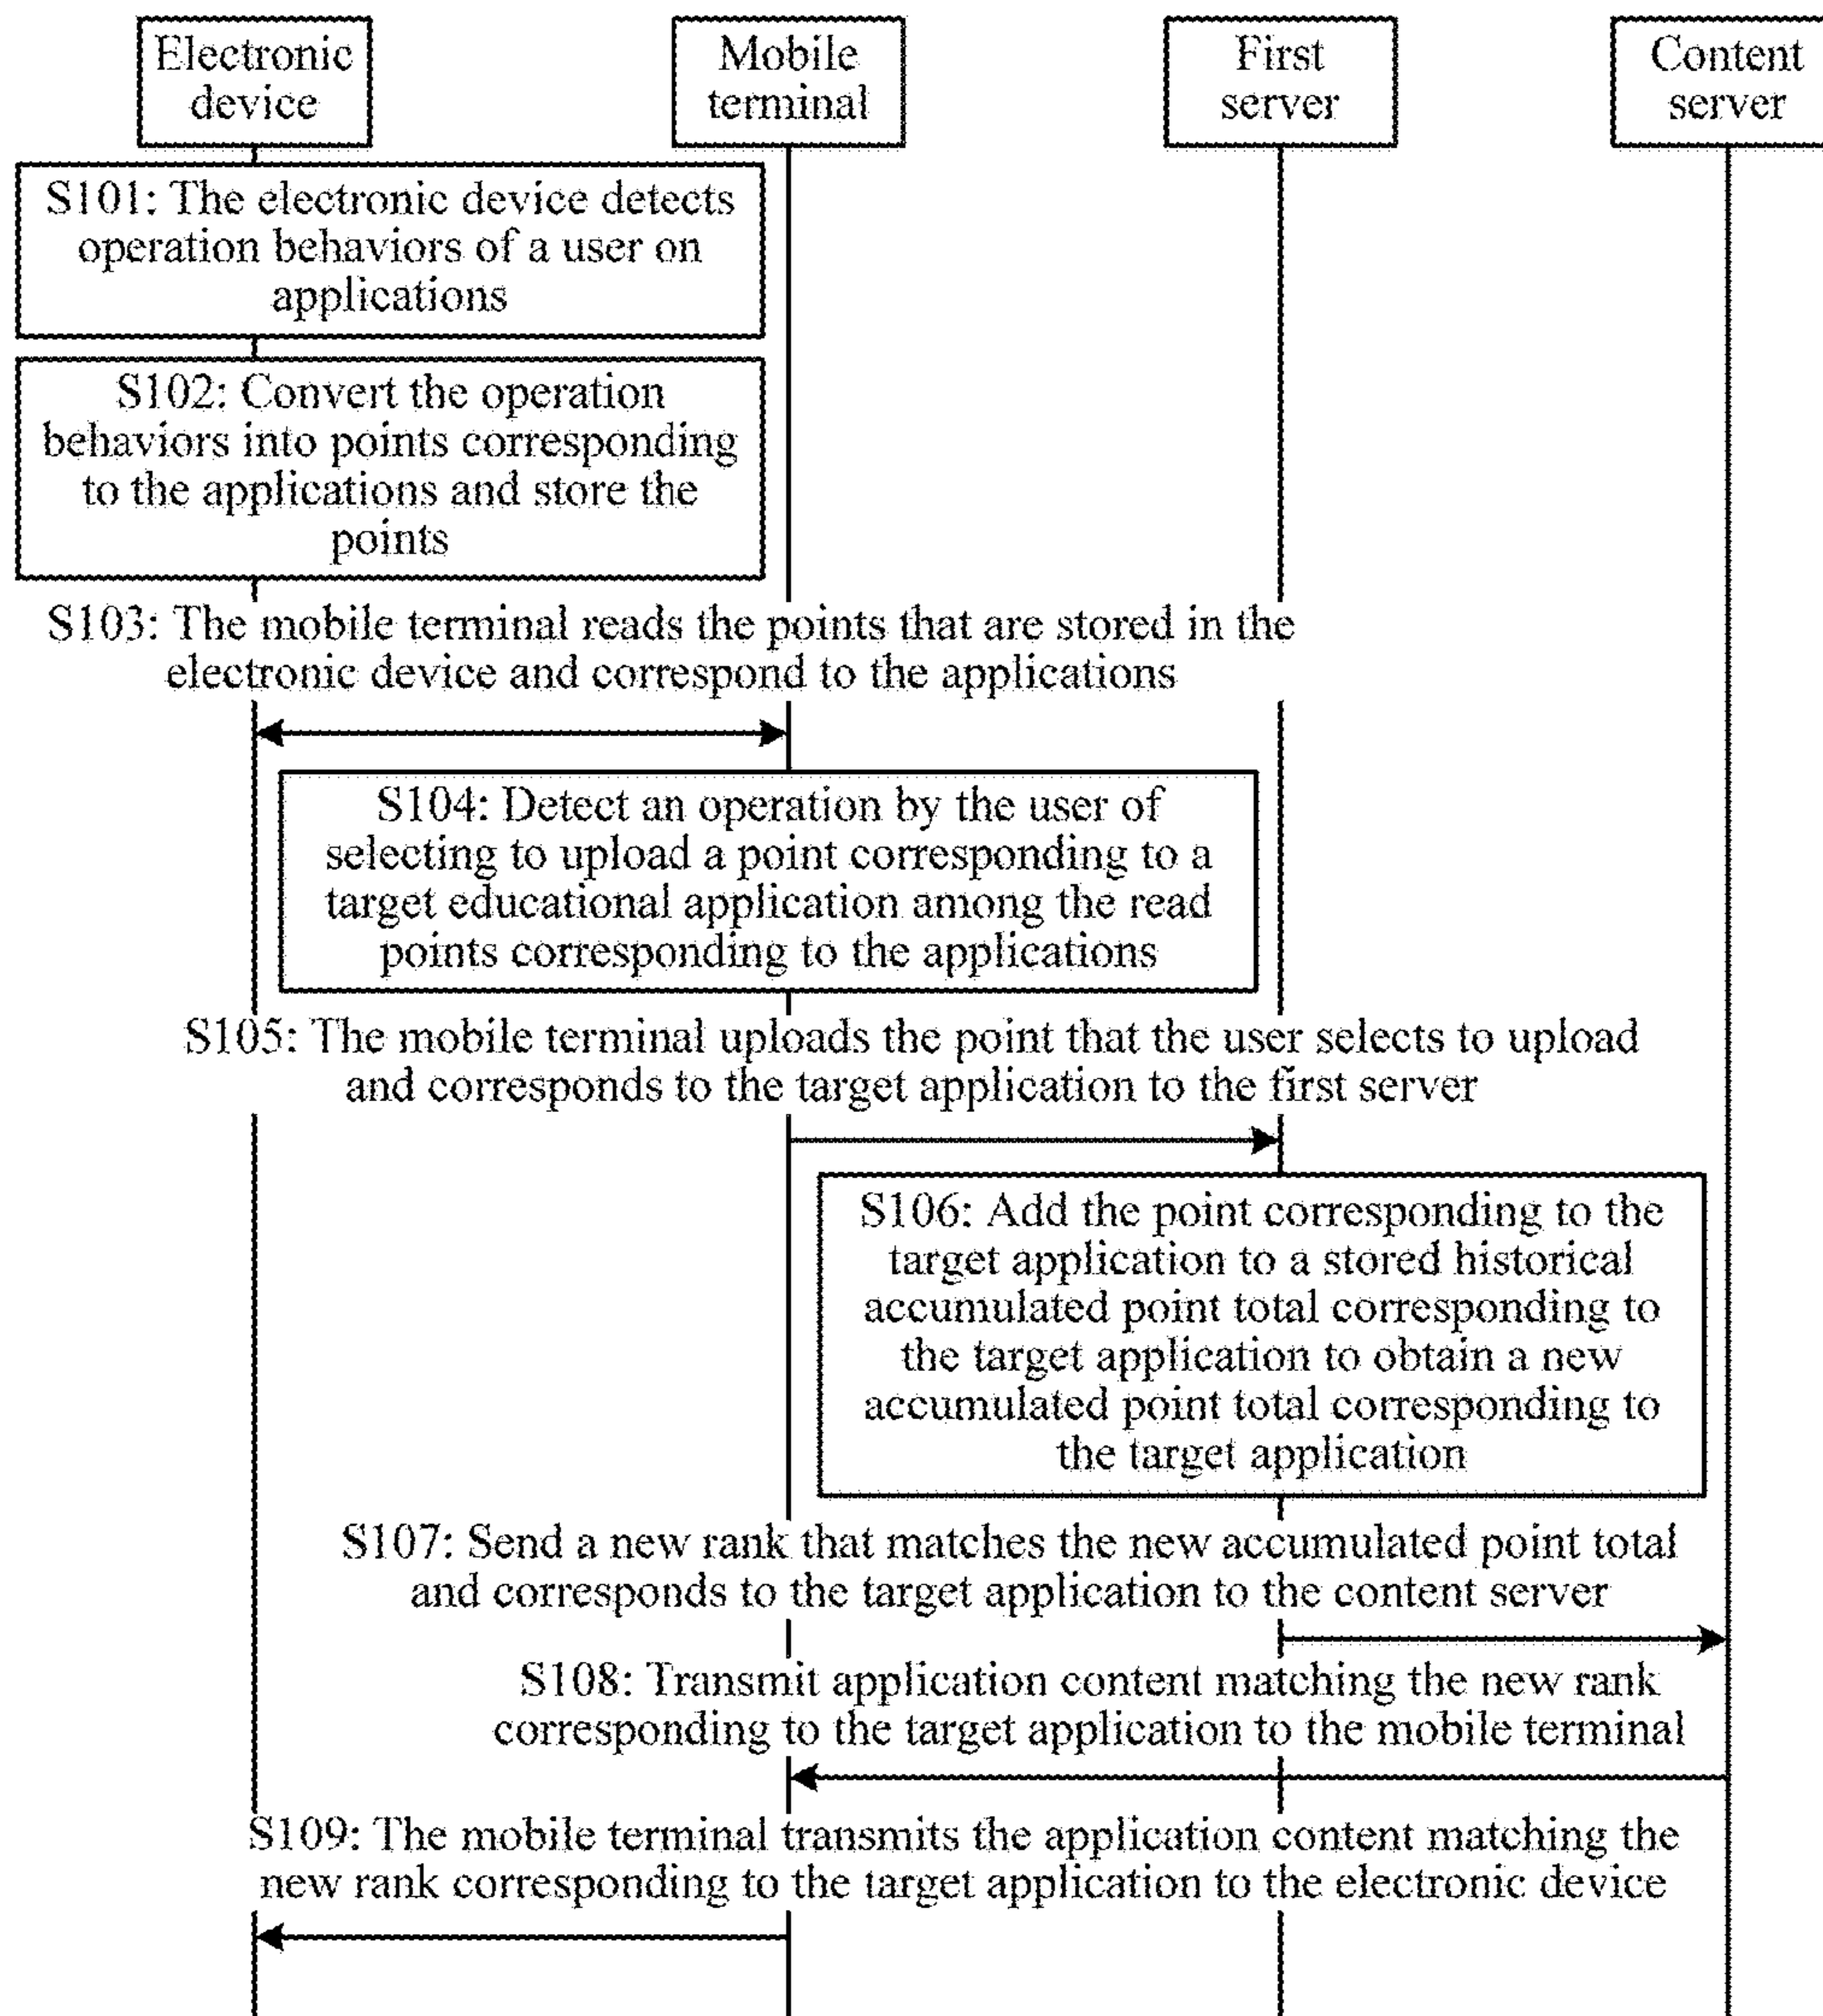 Electronic
device
Mobile
terminal
First
server
Content
server
S101: The electronic device detects
operation behaviors of a user on
applications
S102: Convert the operation
behaviors into points corresponding
to the applications and store the
points
S103: The mobile terminal reads the points that are stored in the
electronic device and correspond to the applications
S104: Detect an operation by the user of
selecting to upload a point corresponding to a
target educational application among the read
points corresponding to the applications
S105: The mobile terminal uploads the point that the user selects to upload
and corresponds to the target application to the first server
S106: Add the point corresponding to the
target application to a stored historical
accumulated point total corresponding to
the target application to obtain a new
accumulated point total corresponding to
the target application
S107: Send a new rank that matches the new accumulated point total
and corresponds to the target application to the content server
S108: Transmit application content matching the new rank
corresponding to the target application to the mobile terminal
S109: The mobile terminal transmits the application content matching the
new rank corresponding to the target application to the electronic device